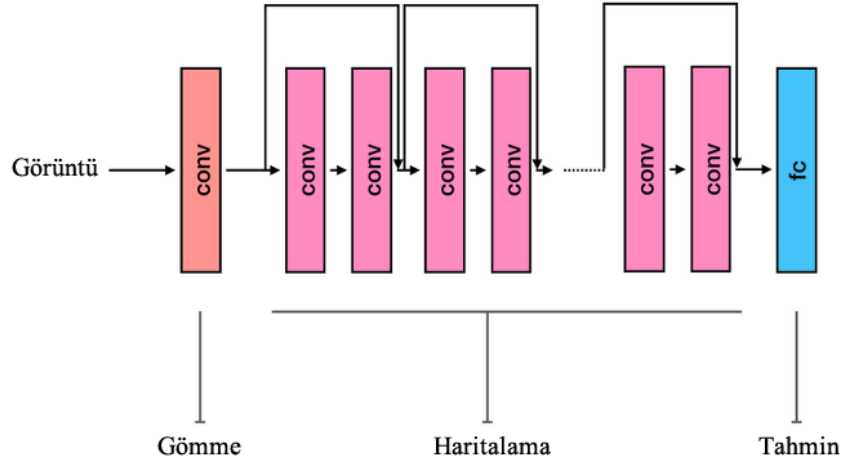 Görüntü
conv
conv
conv
conv
conv
conv
conv
fc
Gömme
Haritalama
Tahmin